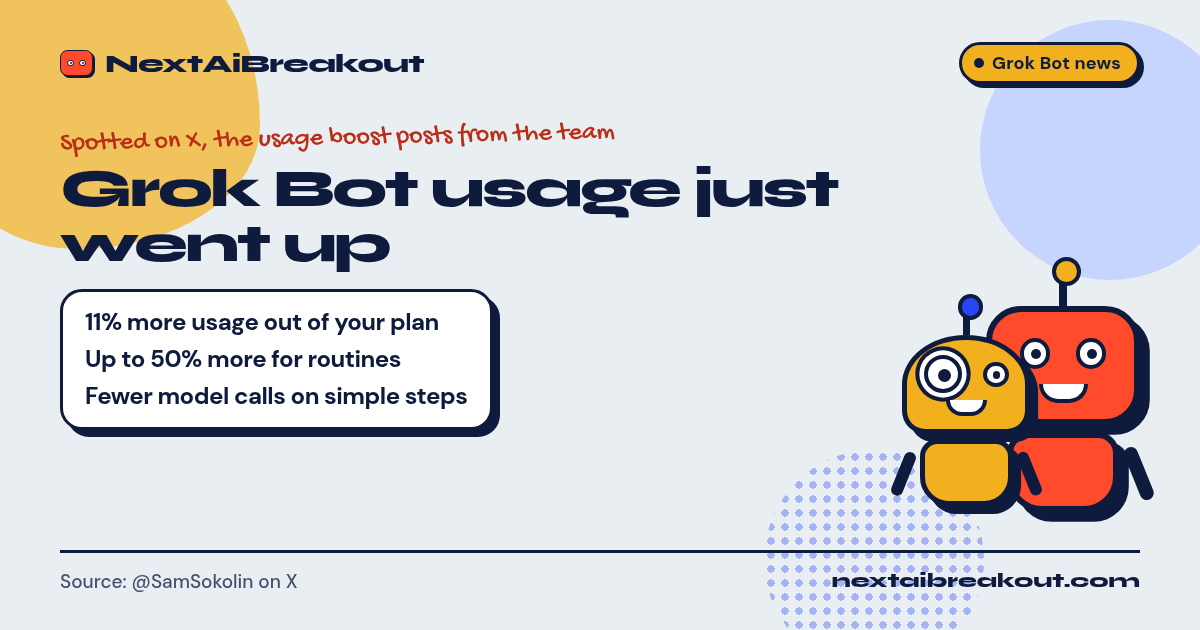 NextAiBreakout
Grok Bot news
Spotted on X, the usage boost posts from the team
Grok Bot usage just
went up
11% more usage out of your plan
Up to 50% more for routines
Fewer model calls on simple steps
Source: @SamSokolin on X
nextaibreakout.com